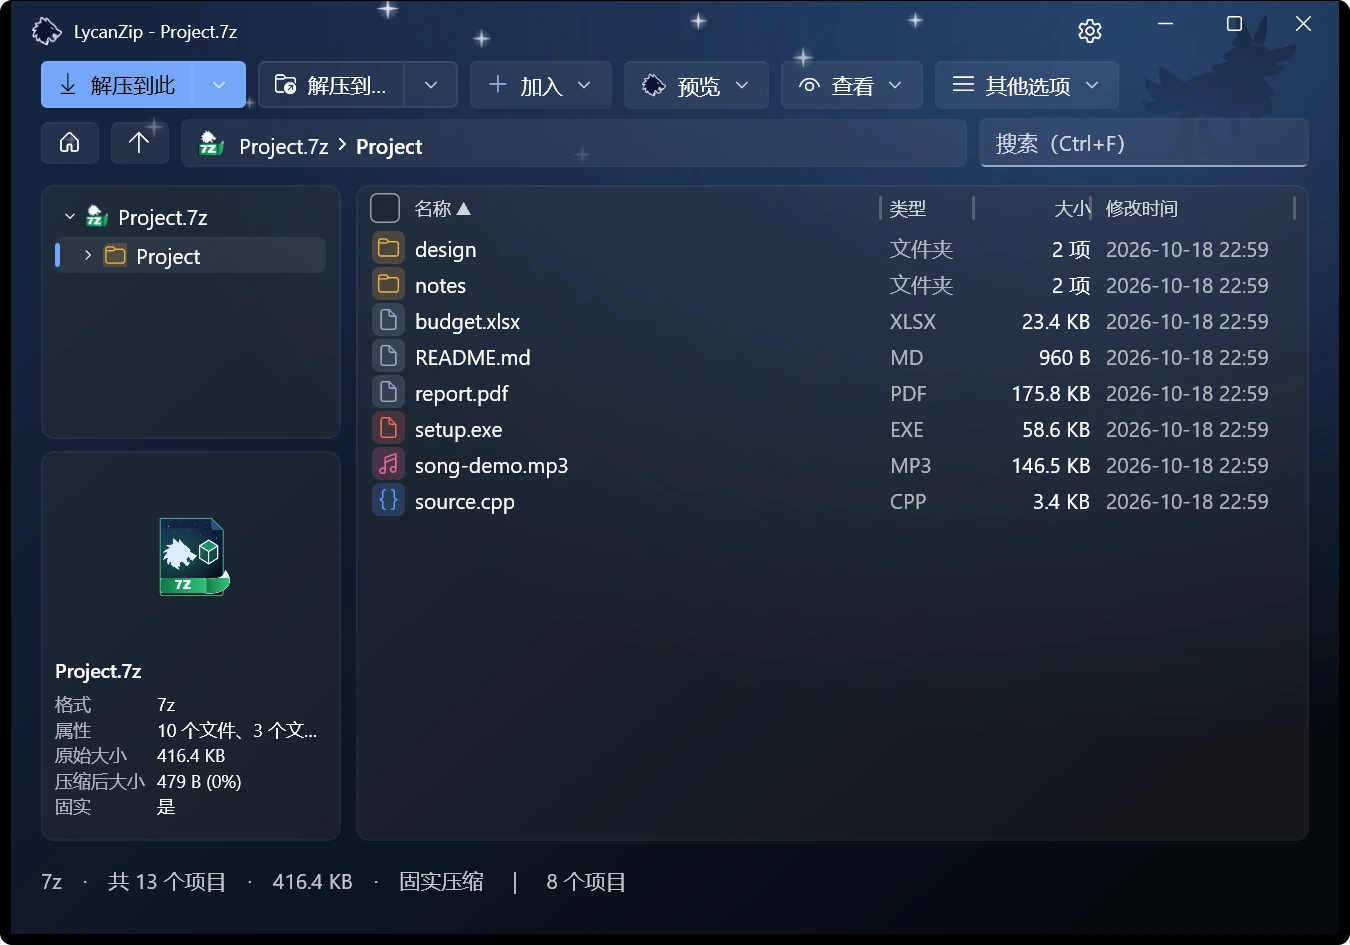 LycanZip - Project.7z
解压到此 解压到... 加入 预览 查看 其他选项
7Z Project.7z > Project 搜索（Ctrl+F）
7Z Project.7z
Project
名称 类型 大小 修改时间
design 文件夹 2 项 2026-10-18 22:59
notes 文件夹 2 项 2026-10-18 22:59
budget.xlsx XLSX 23.4 KB 2026-10-18 22:59
README.md MD 960 B 2026-10-18 22:59
report.pdf PDF 175.8 KB 2026-10-18 22:59
setup.exe EXE 58.6 KB 2026-10-18 22:59
song-demo.mp3 MP3 146.5 KB 2026-10-18 22:59
source.cpp CPP 3.4 KB 2026-10-18 22:59
7Z
Project.7z
格式 7z
属性 10 个文件、3 个文...
原始大小 416.4 KB
压缩后大小 479 B (0%)
固实 是
7z · 共 13 个项目 · 416.4 KB · 固实压缩 | 8 个项目